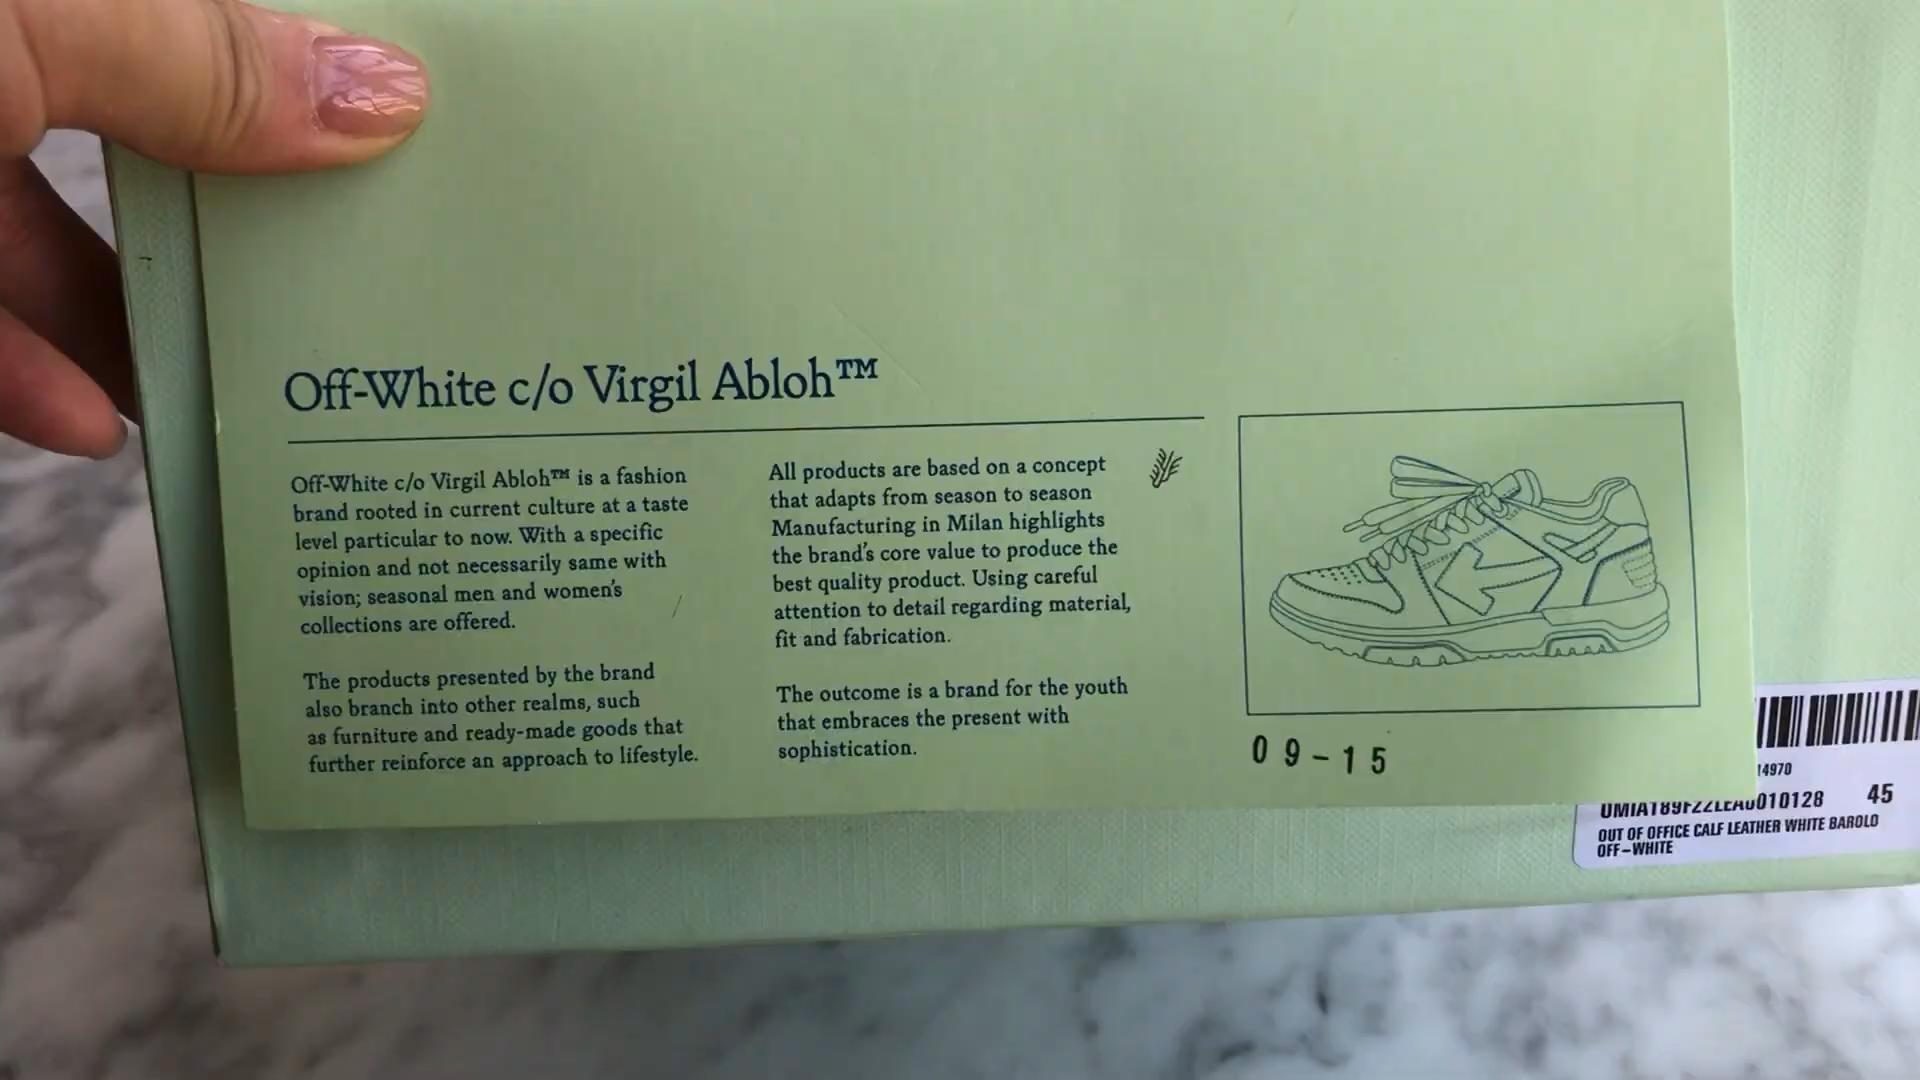 Off-White c/o Virgil Abloh™
Off-White c/o Virgil Abloh™ is a fashion
brand rooted in current culture at a taste
level particular to now. With a specific
opinion and not necessarily same with
vision; seasonal men and women's
collections are offered.
The products presented by the brand
also branch into other realms, such
as furniture and ready-made goods that
further reinforce an approach to lifestyle.
All products are based on a concept
that adapts from season to season
Manufacturing in Milan highlights
the brand's core value to produce the
best quality product. Using careful
attention to detail regarding material,
fit and fabrication.
The outcome is a brand for the youth
that embraces the present with
sophistication.
09-15
14970
OMIA189F22LEA0010128 45
OUT OF OFFICE CALF LEATHER WHITE BAROLO
OFF-WHITE